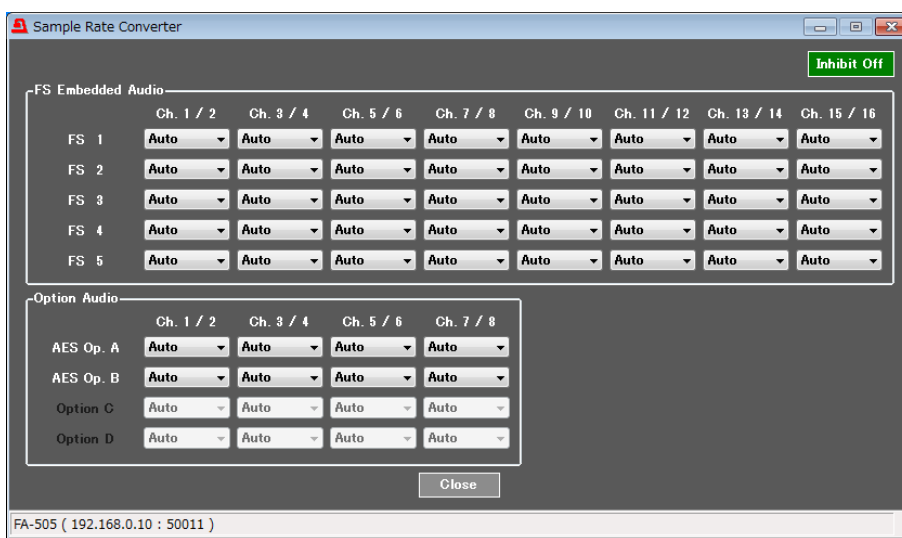 Sample Rate Converter
Inhibit Off
FS Embedded Audio
Ch. 1 / 2 Ch. 3 / 4 Ch. 5 / 6 Ch. 7 / 8 Ch. 9 / 10 Ch. 11 / 12 Ch. 13 / 14 Ch. 15 / 16
FS 1 Auto Auto Auto Auto Auto Auto Auto Auto
FS 2 Auto Auto Auto Auto Auto Auto Auto Auto
FS 3 Auto Auto Auto Auto Auto Auto Auto Auto
FS 4 Auto Auto Auto Auto Auto Auto Auto Auto
FS 5 Auto Auto Auto Auto Auto Auto Auto Auto
Option Audio
Ch. 1 / 2 Ch. 3 / 4 Ch. 5 / 6 Ch. 7 / 8
AES Op. A Auto Auto Auto Auto
AES Op. B Auto Auto Auto Auto
Option C Auto Auto Auto Auto
Option D Auto Auto Auto Auto
Close
FA-505 ( 192.168.0.10 : 50011 )